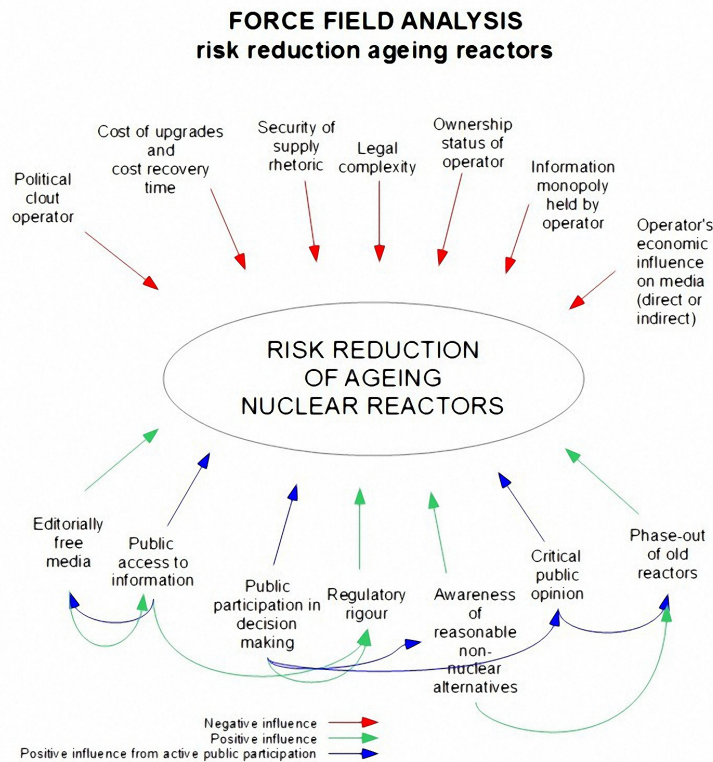 FORCE FIELD ANALYSIS
risk reduction ageing reactors
Political
clout
operator
Cost of upgrades
and
cost recovery
time
Security of
supply
rhetoric
Legal
complexity
Ownership
status of
operator
Information
monopoly
held by
operator
Operator's
economic
influence
on media
(direct or
indirect)
RISK REDUCTION
OF AGEING
NUCLEAR REACTORS
Editorially
free
media
Public
access to
information
Public
participation in
decision
making
Regulatory
rigour
Awareness
of
reasonable
non-
nuclear
alternatives
Critical
public
opinion
Phase-out
of old
reactors
Negative influence
Positive influence
Positive influence from active public participation